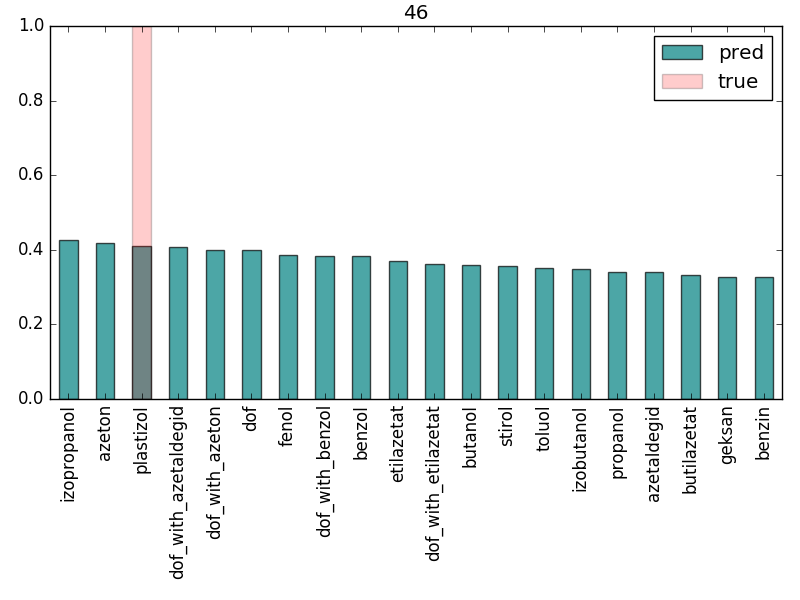 46
pred
true
1.0
0.8
0.6
0.4
0.2
0.0
izopropanol
azeton
plastizol
dof_with_azetaldegid
dof_with_azeton
dof
fenol
dof_with_benzol
benzol
etilazetat
dof_with_etilazetat
butanol
stirol
toluol
izobutanol
propanol
azetaldegid
butilazetat
geksan
benzin